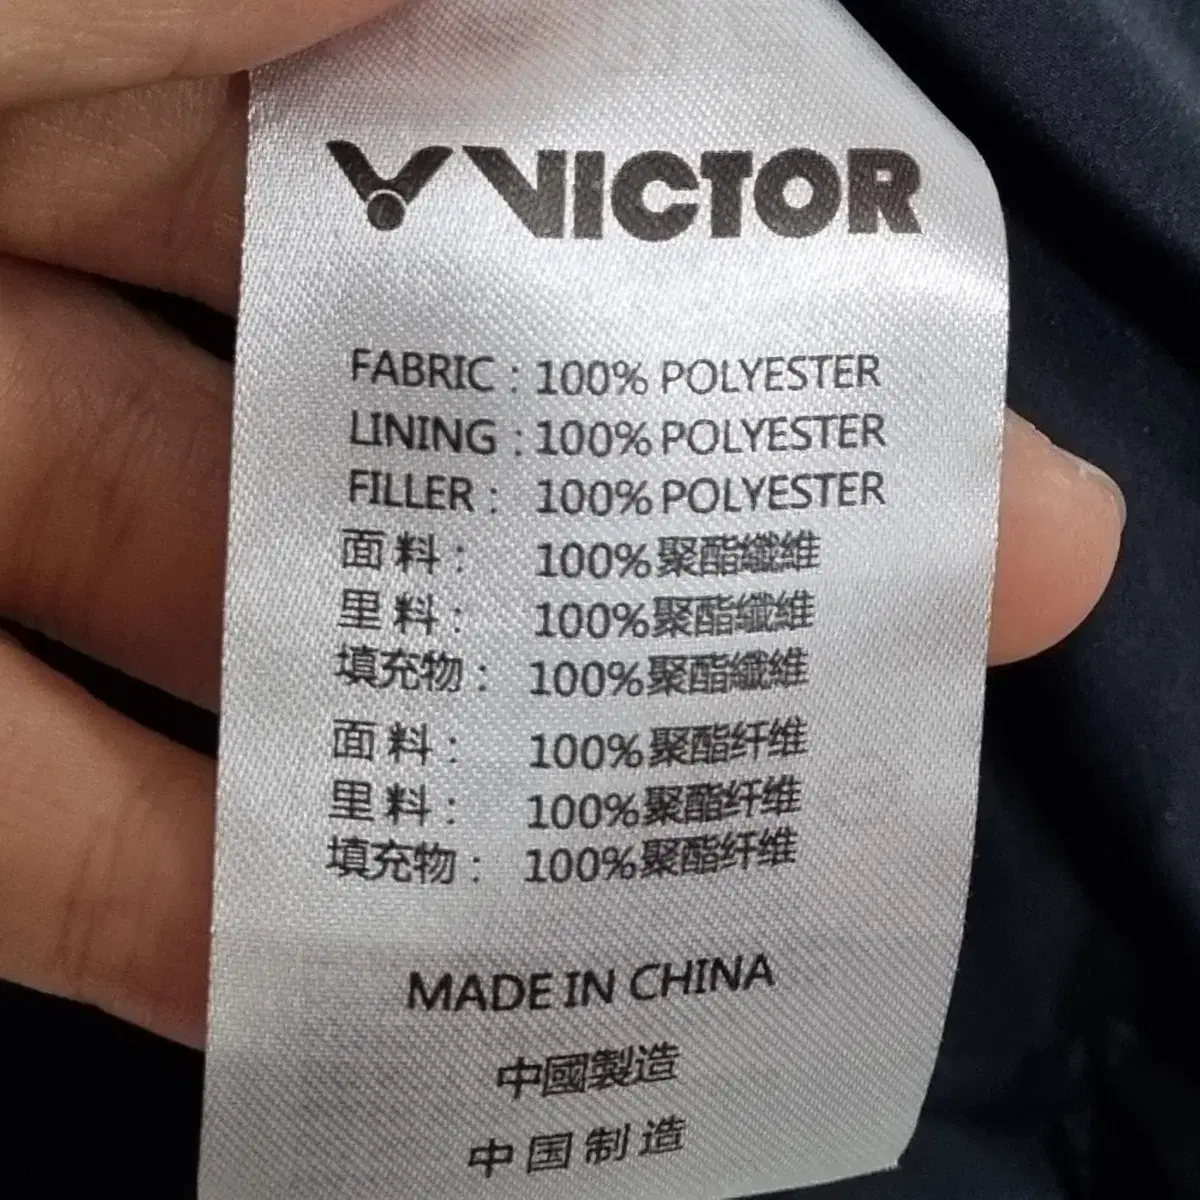 VICTOR
FABRIC : 100% POLYESTER
LINING : 100% POLYESTER
FILLER : 100% POLYESTER
面料 : 100%聚酯纖維
里料 : 100%聚酯纖維
填充物 : 100%聚酯纖維
面料 : 100%聚酯纤维
里料 : 100%聚酯纤维
填充物 : 100%聚酯纤维
MADE IN CHINA
中國製造
中国制造